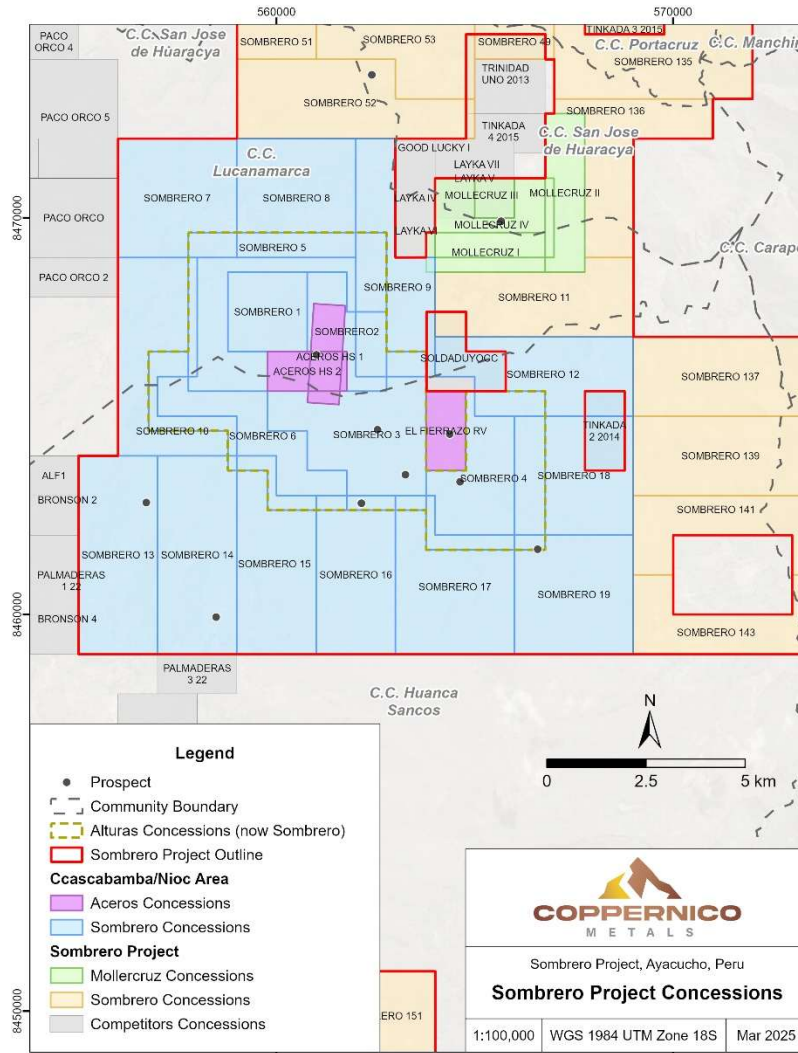 560000
570000
PACO
ORCO 4
C.C. San Jose
de Huaracya
SOMBRERO 51
SOMBRERO 53
SOMBRERO 49
TINKADA 3 2015
C.C. Portacruz
C.C. Manchir
SOMBRERO 135
TRINIDAD
UNO 2013
SOMBRERO 52
SOMBRERO 136
PACO ORCO 5
TINKADA
4 2015
C.C. San Jose
de Huaracya
GOOD LUCKY I
C.C.
Lucanamarca
LAYKA VII
LAYKA V
SOMBRERO 7
SOMBRERO 8
LAYKA IV
MOLLECRUZ III
MOLLECRUZ II
8470000
PACO ORCO
MOLLECRUZ IV
LAYKA VI
SOMBRERO 5
MOLLECRUZ I
C.C. Carapo
PACO ORCO 2
SOMBRERO 9
SOMBRERO 11
SOMBRERO 1
SOMBRERO2
ACEROS HS 1
ACEROS HS 2
SOLDADUYOGC
SOMBRERO 12
SOMBRERO 137
SOMBRERO 10
SOMBRERO 6
SOMBRERO 3
EL FIERRAZO RV
TINKADA
2 2014
SOMBRERO 139
ALF1
SOMBRERO 4
SOMBRERO 18
BRONSON 2
SOMBRERO 141
SOMBRERO 13
SOMBRERO 14
SOMBRERO 15
SOMBRERO 16
SOMBRERO 17
SOMBRERO 19
PALMADERAS
1 22
8460000
BRONSON 4
SOMBRERO 143
PALMADERAS
3 22
C.C. Huanca
Sancos
N
0 2.5 5 km
Legend
Prospect
Community Boundary
Alturas Concessions (now Sombrero)
Sombrero Project Outline
Ccascabamba/Nioc Area
Aceros Concessions
Sombrero Concessions
Sombrero Project
Mollercruz Concessions
Sombrero Concessions
Competitors Concessions
8450000
ERO 151
COPPERNICO
METALS
Sombrero Project, Ayacucho, Peru
Sombrero Project Concessions
1:100,000 WGS 1984 UTM Zone 18S Mar 2025